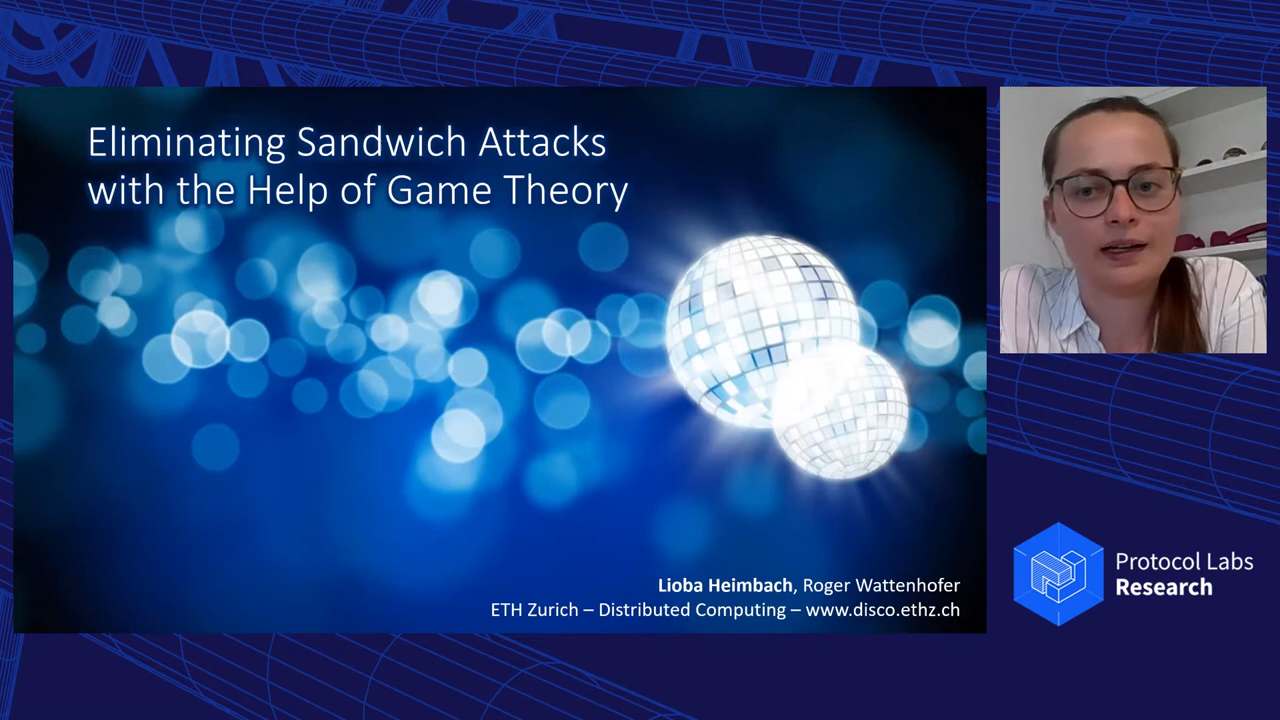 Eliminating Sandwich Attacks
with the Help of Game Theory
Lioba Heimbach, Roger Wattenhofer
ETH Zurich – Distributed Computing – www.disco.ethz.ch
Protocol Labs
Research